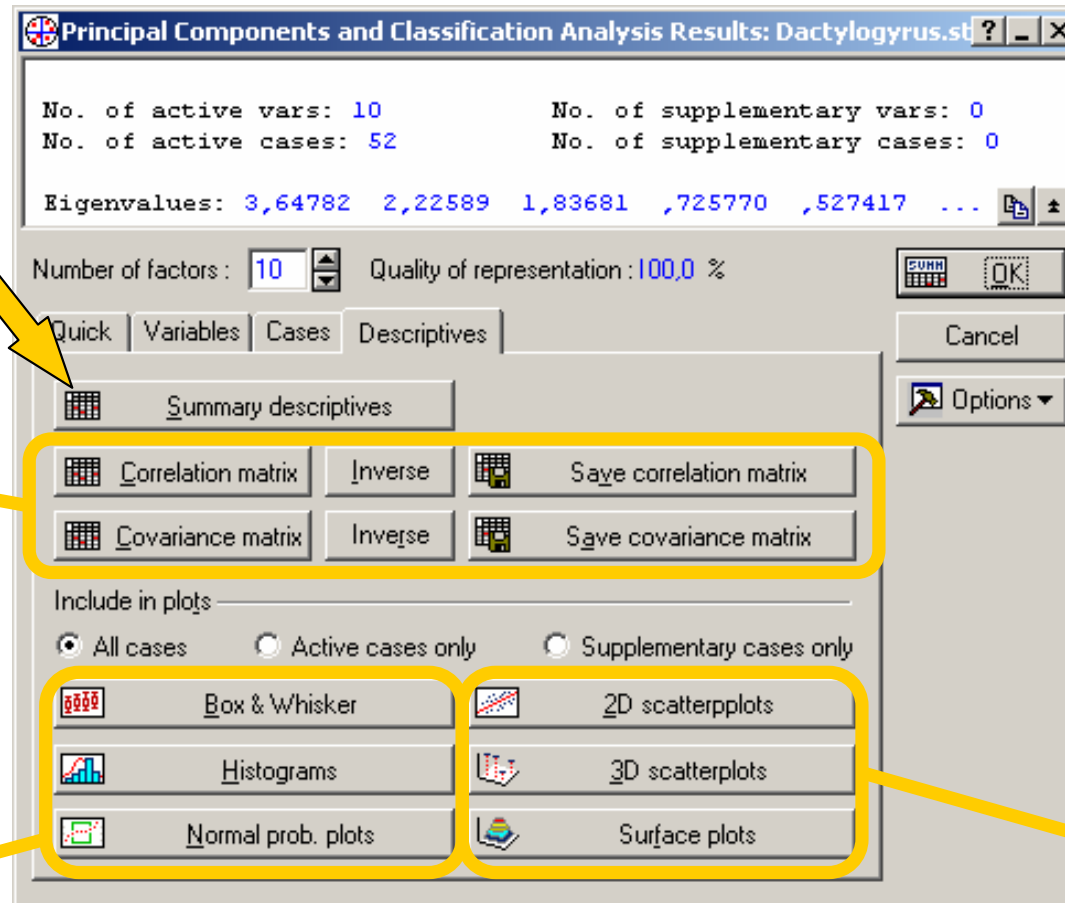 Principal Components and Classification Analysis Results: Dactylogyrus.st
No. of active vars: 10 No. of supplementary vars: 0
No. of active cases: 52 No. of supplementary cases: 0
Eigenvalues: 3,64782 2,22589 1,83681 ,725770 ,527417 ...
Number of factors : 10 Quality of representation : 100,0 %
SUMM OK
Quick Variables Cases Descriptives
Cancel
Options
Summary descriptives
Correlation matrix Inverse Save correlation matrix
Covariance matrix Inverse Save covariance matrix
Include in plots
All cases Active cases only Supplementary cases only
Box & Whisker 2D scatterpplots
Histograms 3D scatterplots
Normal prob. plots Surface plots